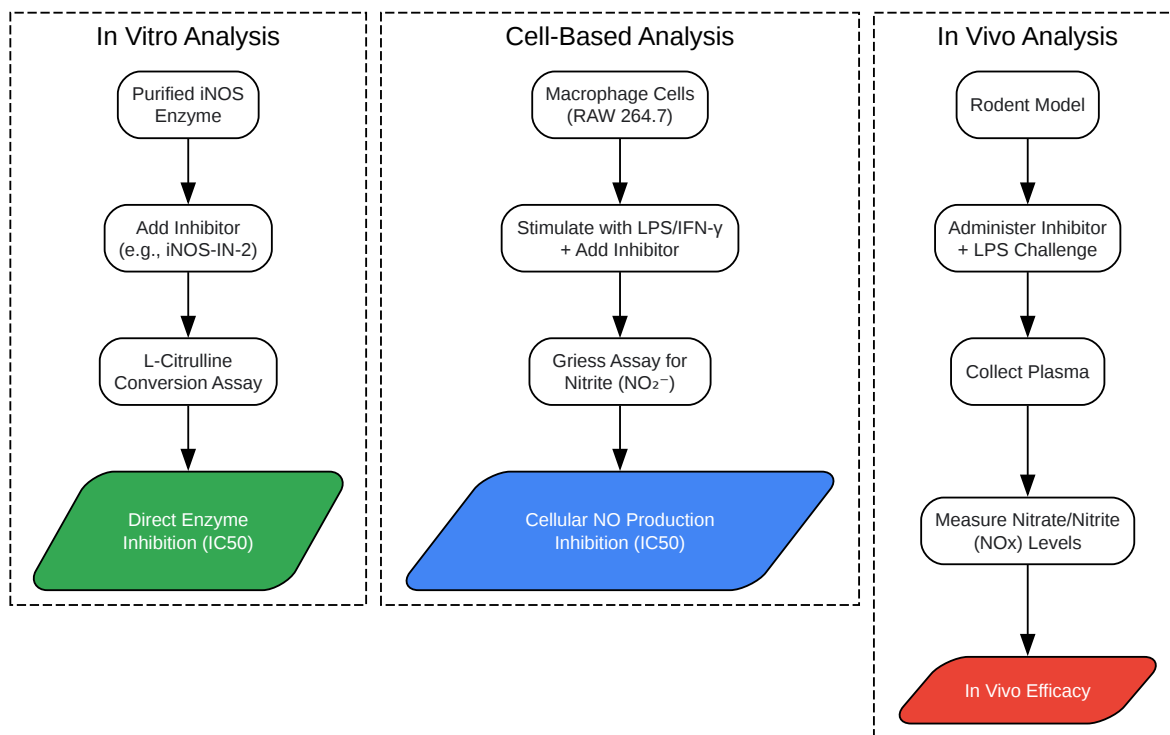 In Vitro Analysis
Purified iNOS
Enzyme
Add Inhibitor
(e.g., iNOS-IN-2)
L-Citrulline
Conversion Assay
Direct Enzyme
Inhibition (IC50)
Cell-Based Analysis
Macrophage Cells
(RAW 264.7)
Stimulate with LPS/IFN-γ
+ Add Inhibitor
Griess Assay for
Nitrite (NO₂⁻)
Cellular NO Production
Inhibition (IC50)
In Vivo Analysis
Rodent Model
Administer Inhibitor
+ LPS Challenge
Collect Plasma
Measure Nitrate/Nitrite
(NOx) Levels
In Vivo Efficacy